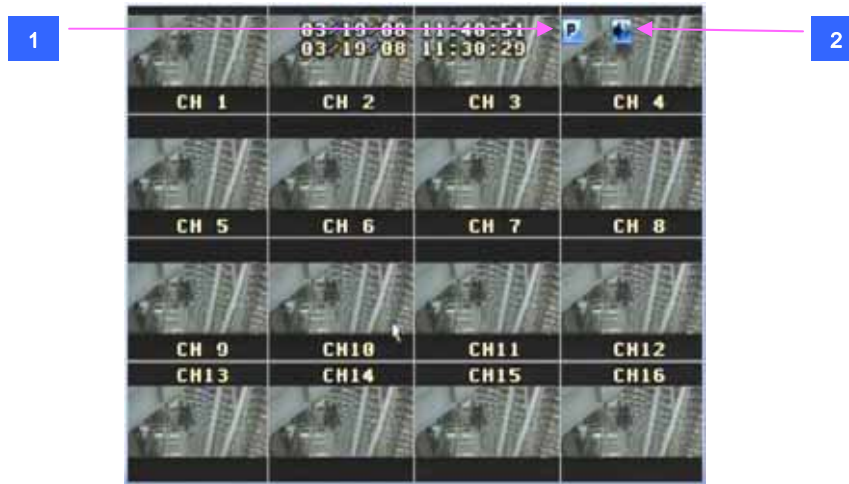 1
03/19/08 11:40:51 P
2
03/19/08 11:30:29
CH 1 CH 2 CH 3 CH 4
CH 5 CH 6 CH 7 CH 8
CH 9 CH10 CH11 CH12
CH13 CH14 CH15 CH16